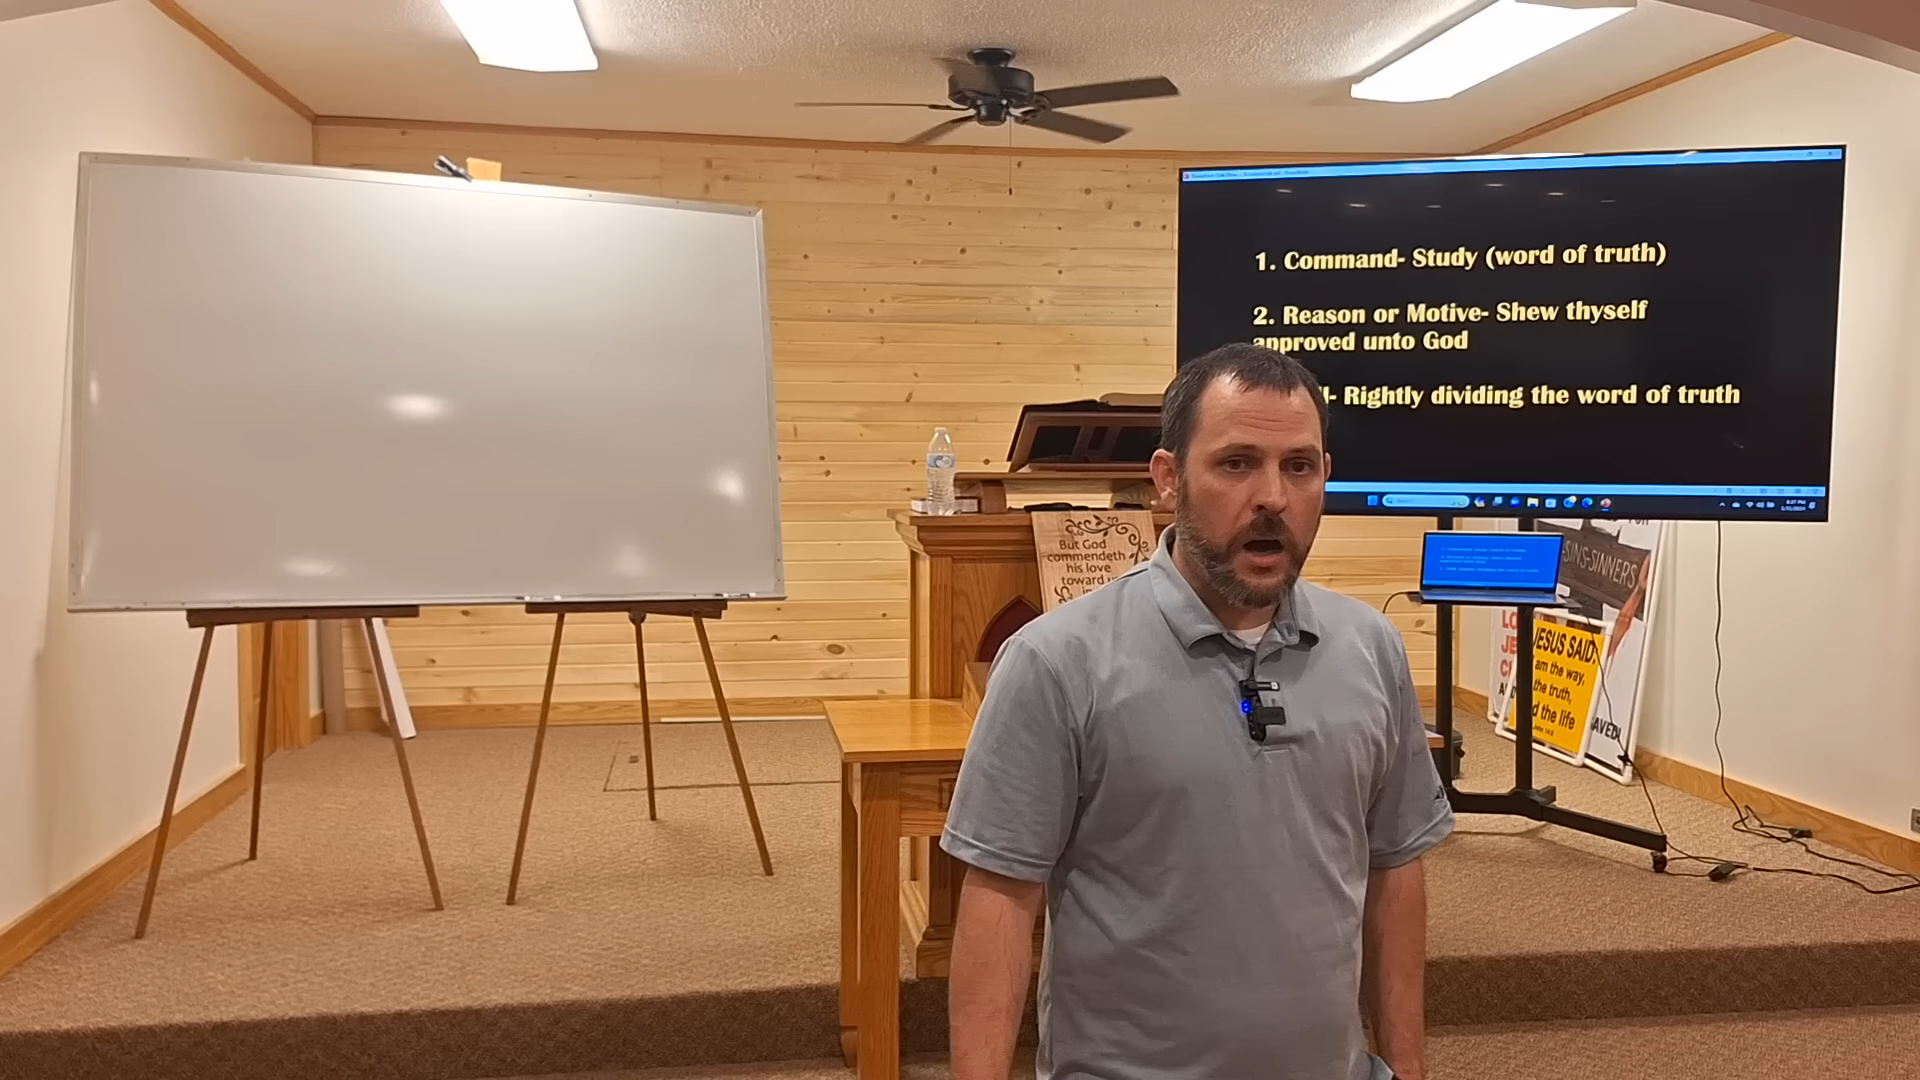 1. Command- Study (word of truth)
2. Reason or Motive- Shew thyself
approved unto God
Rightly dividing the word of truth
But God
commendeth
his love
toward
SINS-SINNERS
JESUS SAID,
am the way,
the truth,
the life